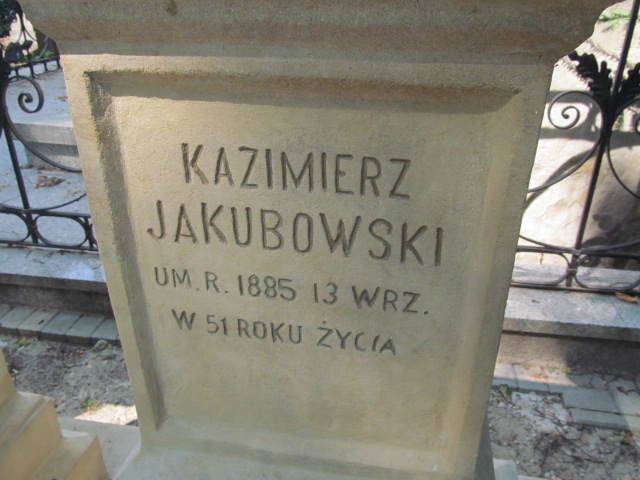 KAZIMIERZ
JAKUBOWSKI
UM. R. 1885 13 WRZ.
W 51 ROKU ŻYCIA